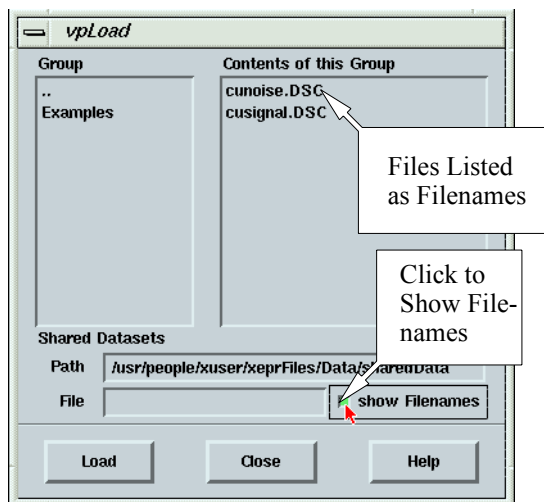 vpLoad
Group
Contents of this Group
..
Examples
cunoise.DSC
cusignal.DSC
Files Listed
as Filenames
Click to
Show File-
names
Shared Datasets
Path /usr/people/xuser/xeprFiles/Data/sharedData
File
show Filenames
Load
Close
Help